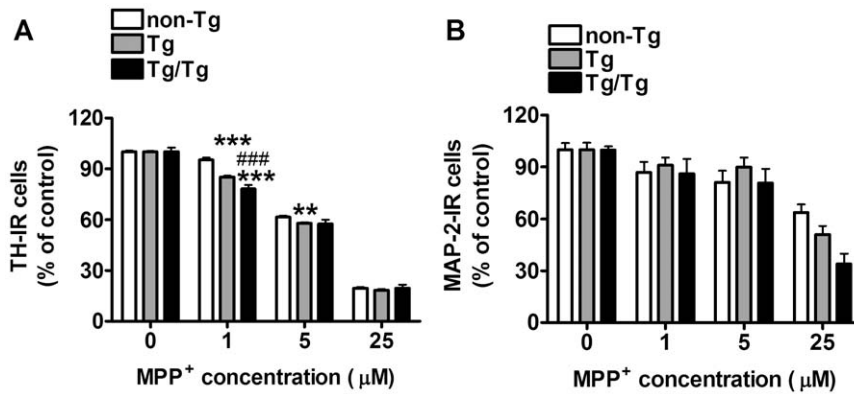 A
non-Tg
Tg
Tg/Tg
120
90
60
30
0
TH-IR cells
(% of control)
***
###
***
**
0 1 5 25
MPP+ concentration ( μM)
B
non-Tg
Tg
Tg/Tg
120
90
60
30
0
MAP-2-IR cells
(% of control)
0 1 5 25
MPP+ concentration ( μM)